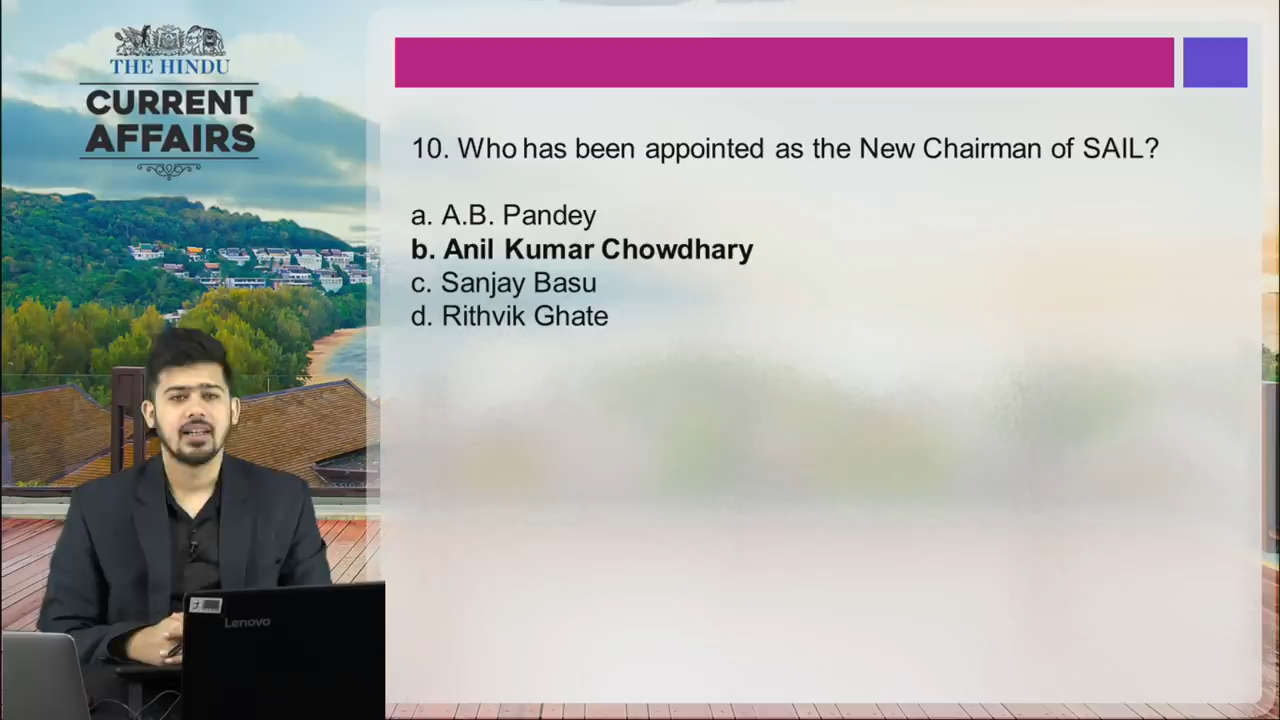 THE HINDU
CURRENT
AFFAIRS
10. Who has been appointed as the New Chairman of SAIL?
a. A.B. Pandey
b. Anil Kumar Chowdhary
c. Sanjay Basu
d. Rithvik Ghate
Lenovo